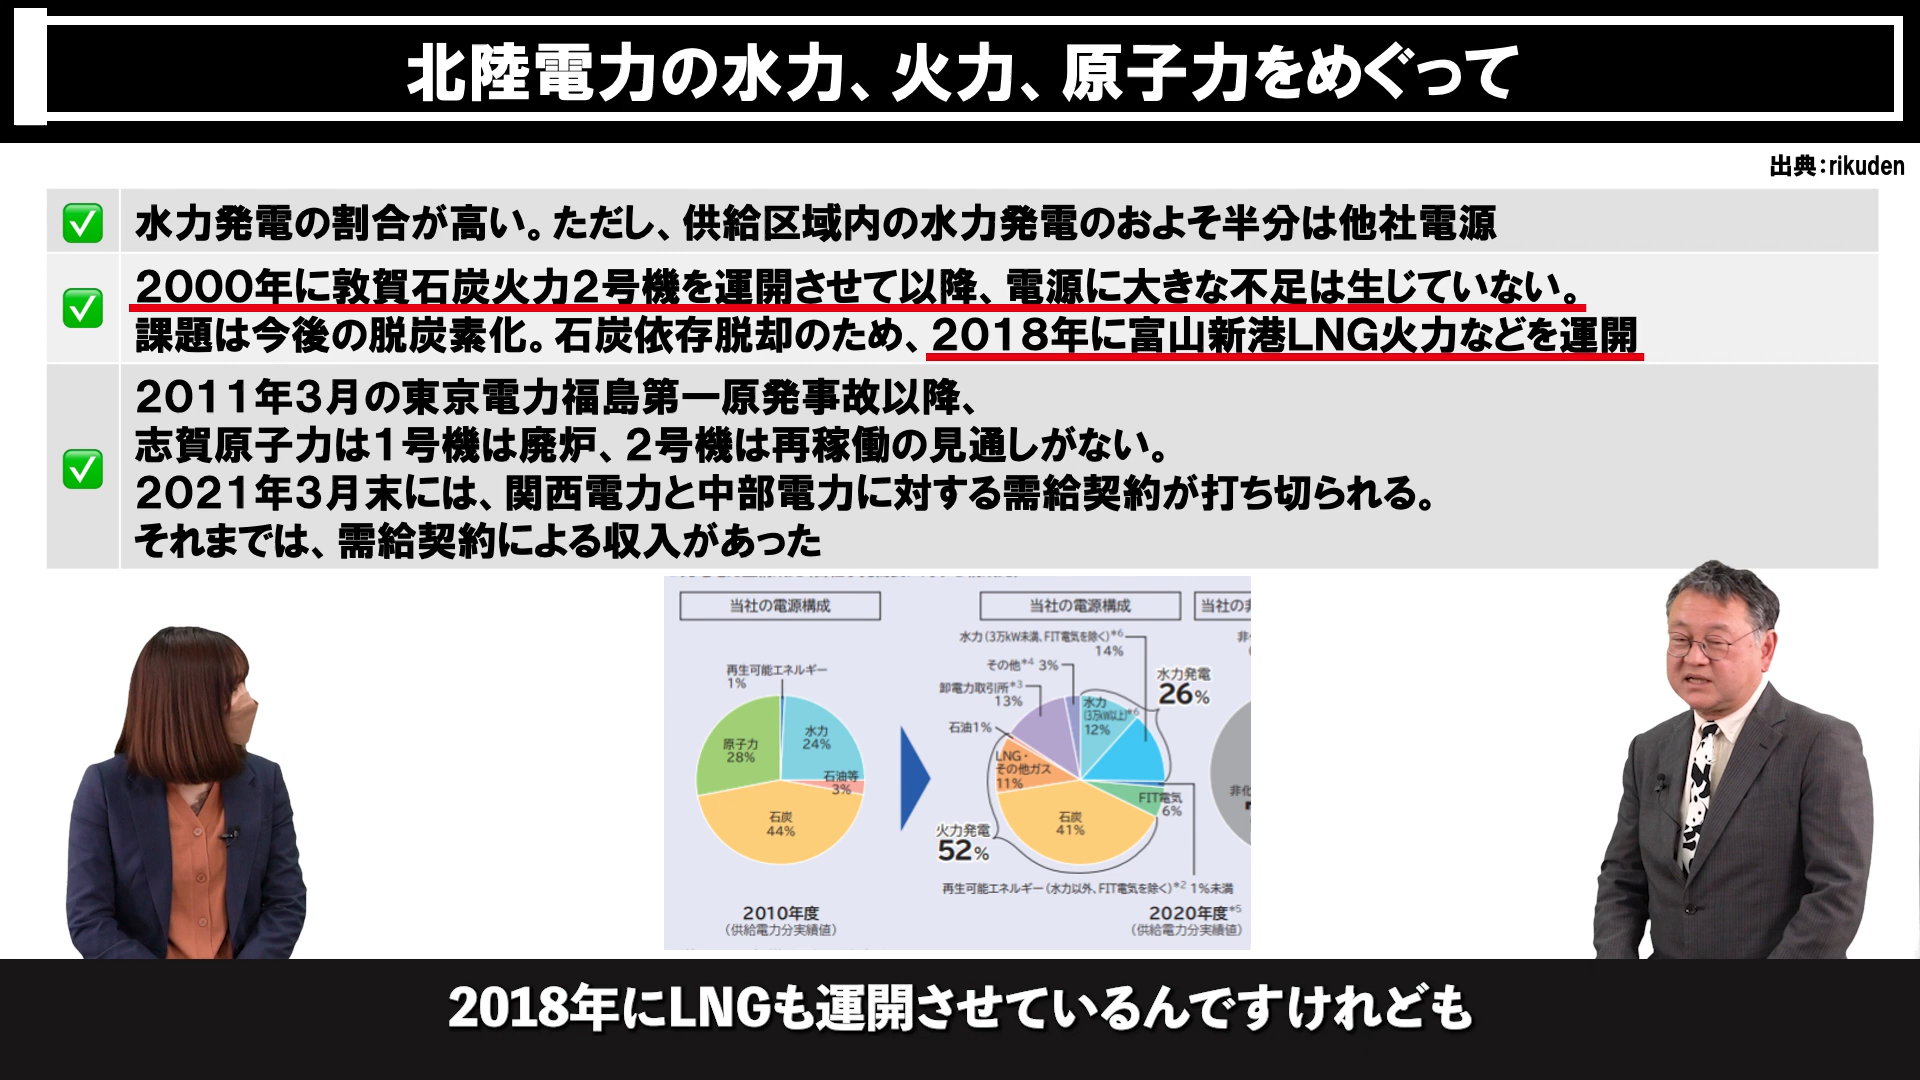 北陸電力の水力、火力、原子力をめぐって
出典：rikuden
水力発電の割合が高い。ただし、供給区域内の水力発電のおよそ半分は他社電源
2000年に敦賀石炭火力2号機を運開させて以降、電源に大きな不足は生じていない。
課題は今後の脱炭素化。石炭依存脱却のため、2018年に富山新港LNG火力などを運開
2011年3月の東京電力福島第一原発事故以降、
志賀原子力は1号機は廃炉、2号機は再稼働の見通しがない。
2021年3月末には、関西電力と中部電力に対する需給契約が打ち切られる。
それまでは、需給契約による収入があった
当社の電源構成
再生可能エネルギー
1%
原子力
28%
水力
24%
石油等
3%
石炭
44%
2010年度
（供給電力分実績値）
当社の電源構成
水力（3万kW未満、FIT電気を除く）*6
14%
その他*4 3%
卸電力取引所*3
13%
石油1%
LNG・
その他ガス
11%
水力
(3万kW以上)*6
12%
水力発電
26%
FIT電気
6%
石炭
41%
火力発電
52%
再生可能エネルギー（水力以外、FIT電気を除く）*2 1%未満
2020年度*5
（供給電力分実績値）
当社の
2018年にLNGも運開させているんですけれども